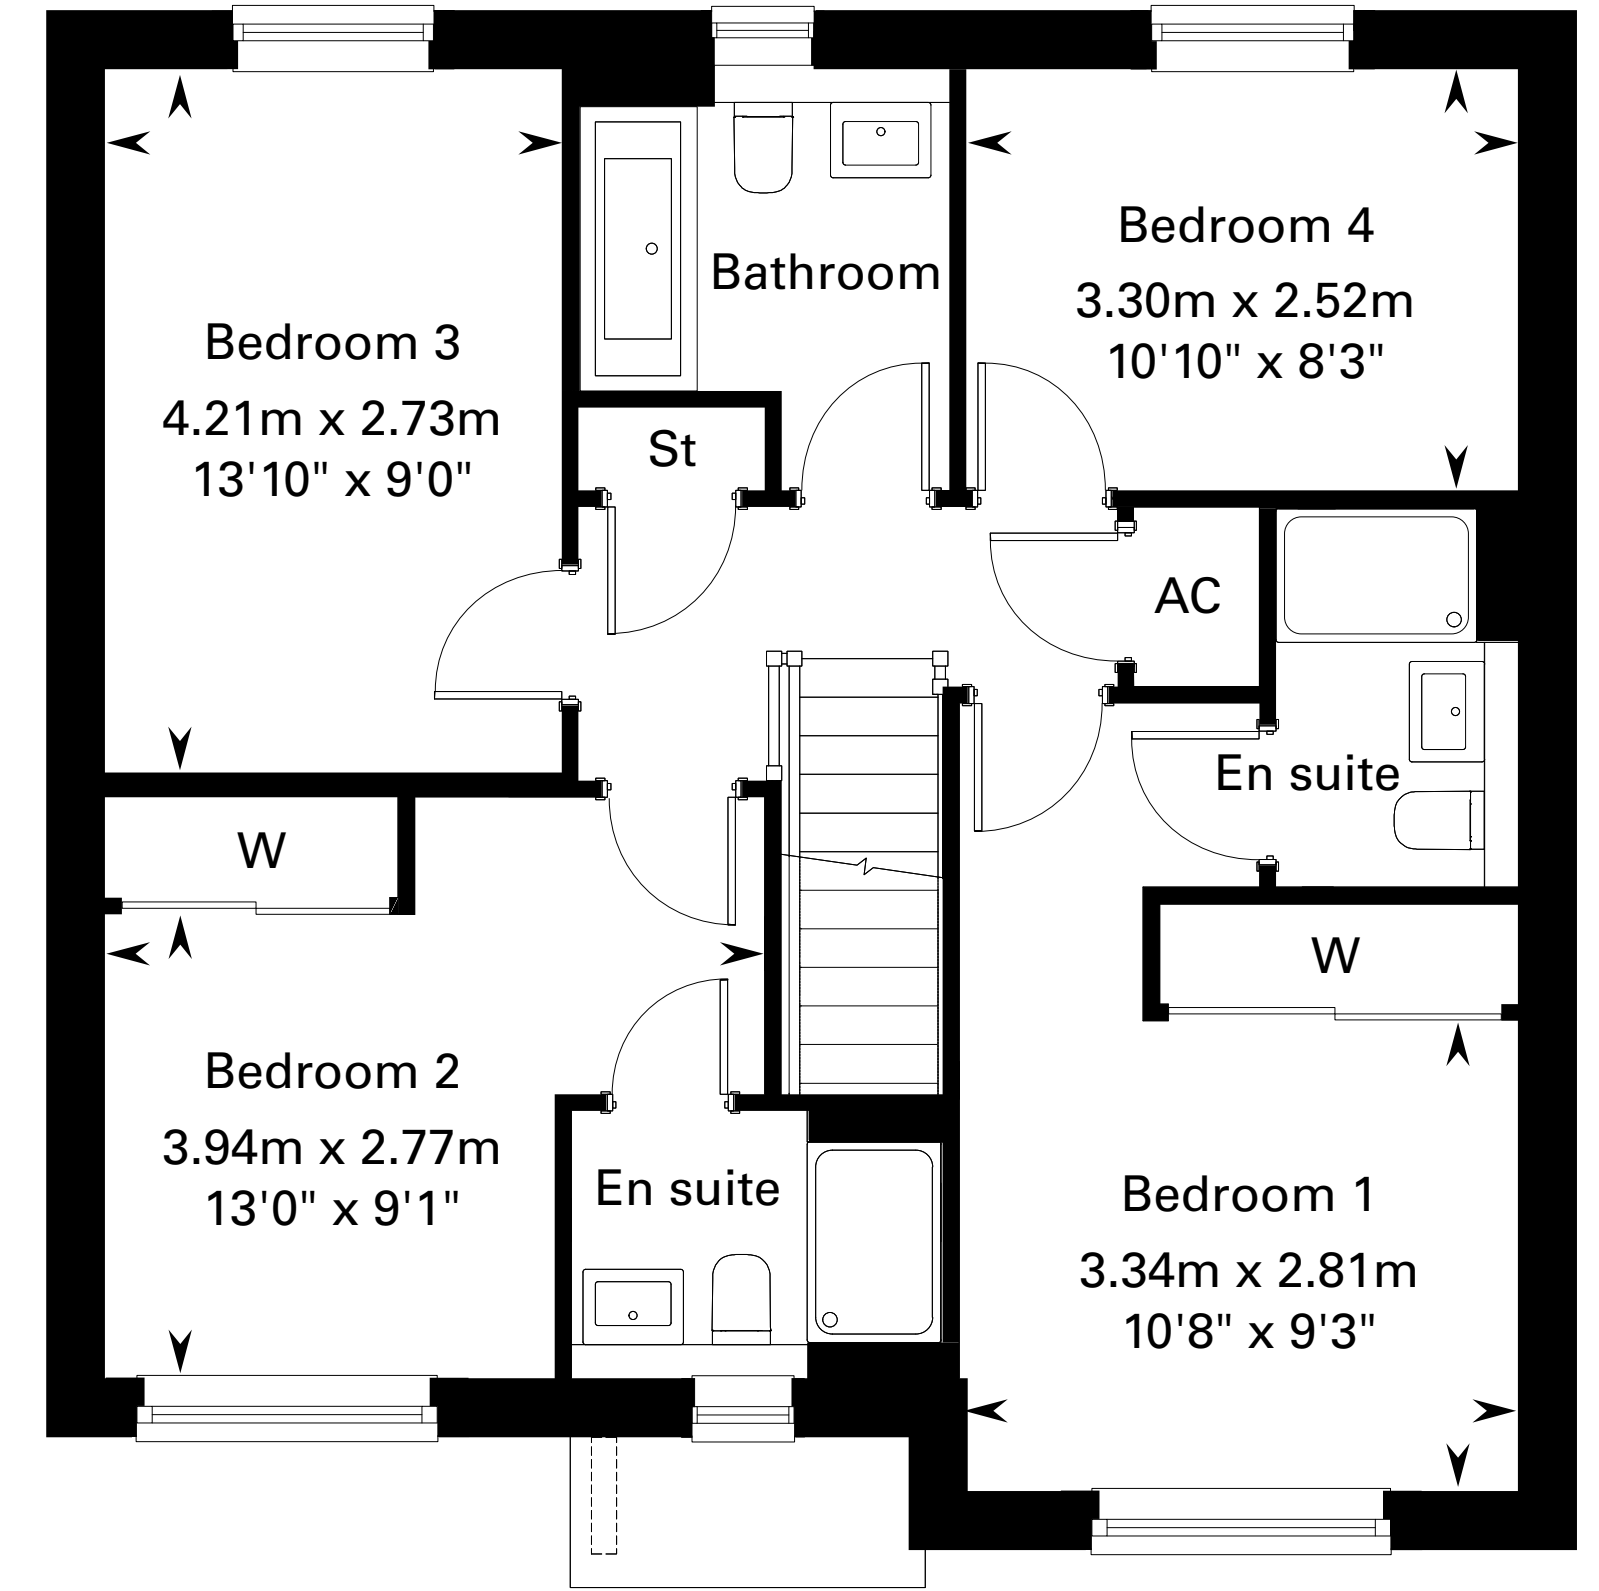 Bedroom 3
4.21m x 2.73m
13'10" x 9'0"
Bathroom
Bedroom 4
3.30m x 2.52m
10'10" x 8'3"
St
AC
En suite
W
W
Bedroom 2
3.94m x 2.77m
13'0" x 9'1"
En suite
Bedroom 1
3.34m x 2.81m
10'8" x 9'3"